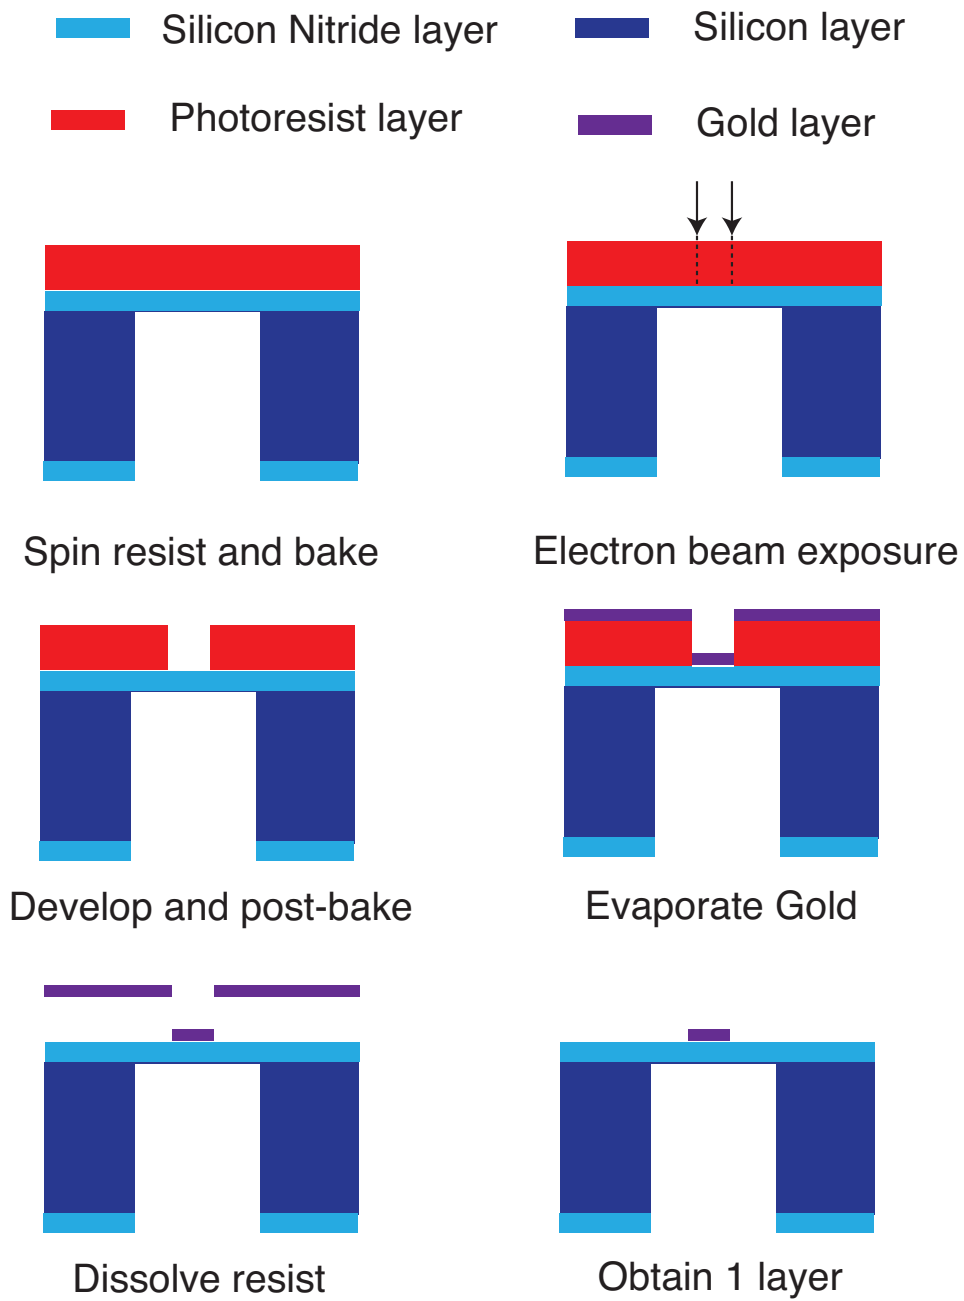 Silicon Nitride layer
Silicon layer
Photoresist layer
Gold layer
Spin resist and bake
Electron beam exposure
Develop and post-bake
Evaporate Gold
Dissolve resist
Obtain 1 layer